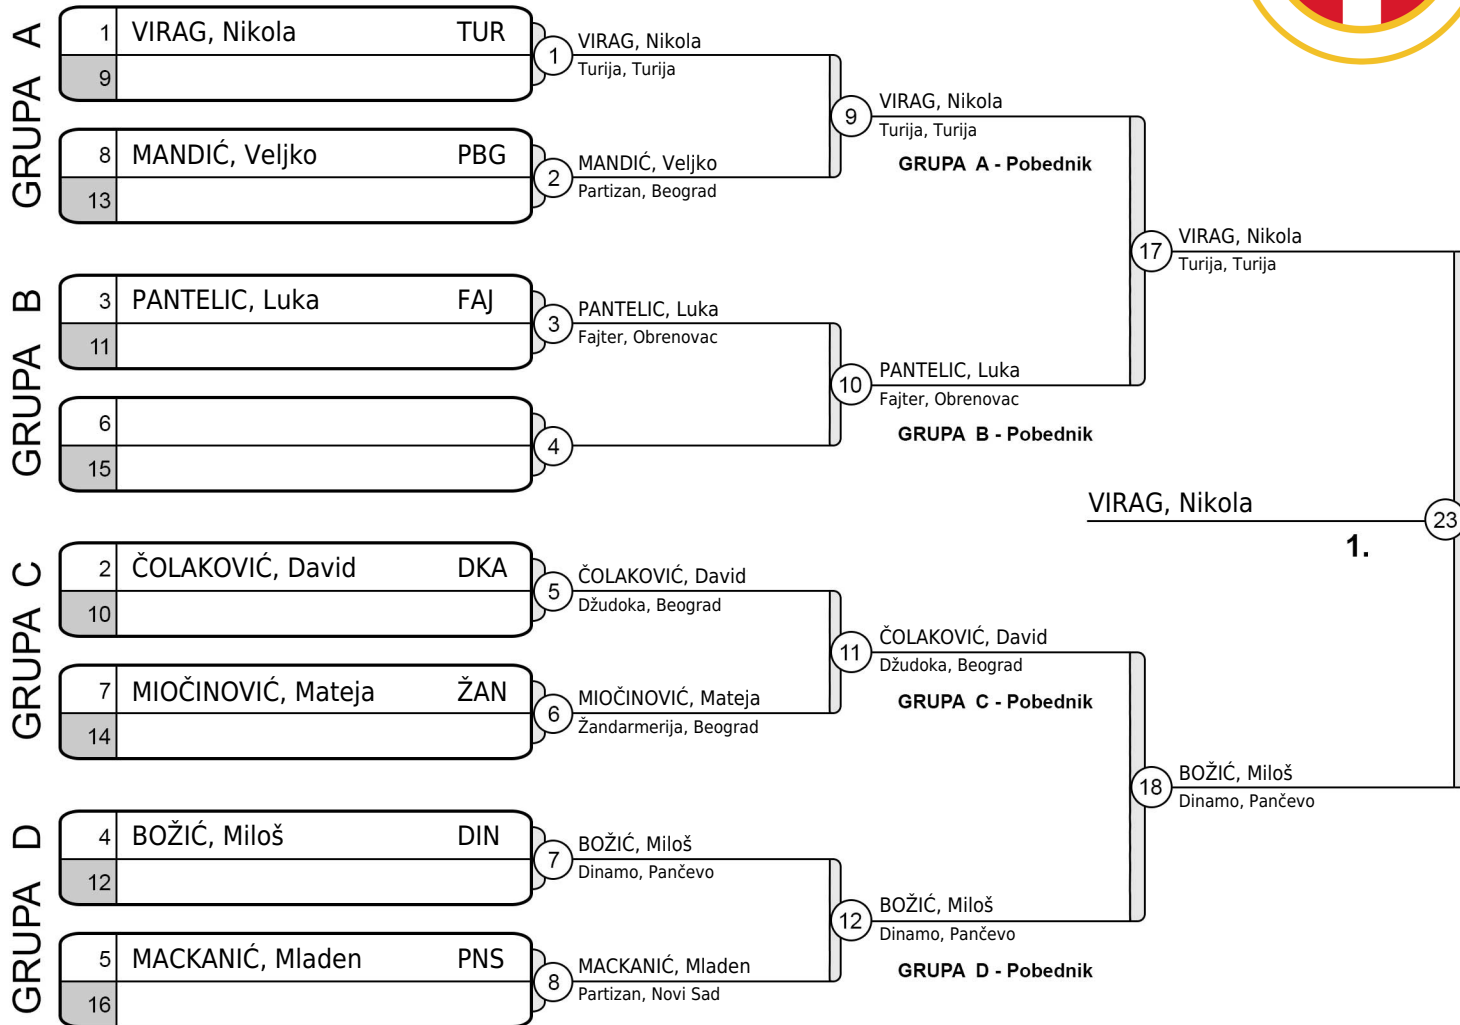 GRUPA A
1 VIRAG, Nikola TUR
9
1
VIRAG, Nikola
Turija, Turija
8 MANDIĆ, Veljko PBG
13
2
MANDIĆ, Veljko
Partizan, Beograd
9
VIRAG, Nikola
Turija, Turija
GRUPA A - Pobednik
GRUPA B
3 PANTELIC, Luka FAJ
11
3
PANTELIC, Luka
Fajter, Obrenovac
6
15
4
10
PANTELIC, Luka
Fajter, Obrenovac
GRUPA B - Pobednik
17
VIRAG, Nikola
Turija, Turija
GRUPA C
2 ČOLAKOVIĆ, David DKA
10
5
ČOLAKOVIĆ, David
Džudoka, Beograd
7 MIOČINOVIĆ, Mateja ŽAN
14
6
MIOČINOVIĆ, Mateja
Žandarmerija, Beograd
11
ČOLAKOVIĆ, David
Džudoka, Beograd
GRUPA C - Pobednik
GRUPA D
4 BOŽIĆ, Miloš DIN
12
7
BOŽIĆ, Miloš
Dinamo, Pančevo
5 MACKANIĆ, Mladen PNS
16
8
MACKANIĆ, Mladen
Partizan, Novi Sad
12
BOŽIĆ, Miloš
Dinamo, Pančevo
GRUPA D - Pobednik
18
BOŽIĆ, Miloš
Dinamo, Pančevo
VIRAG, Nikola
23
1.